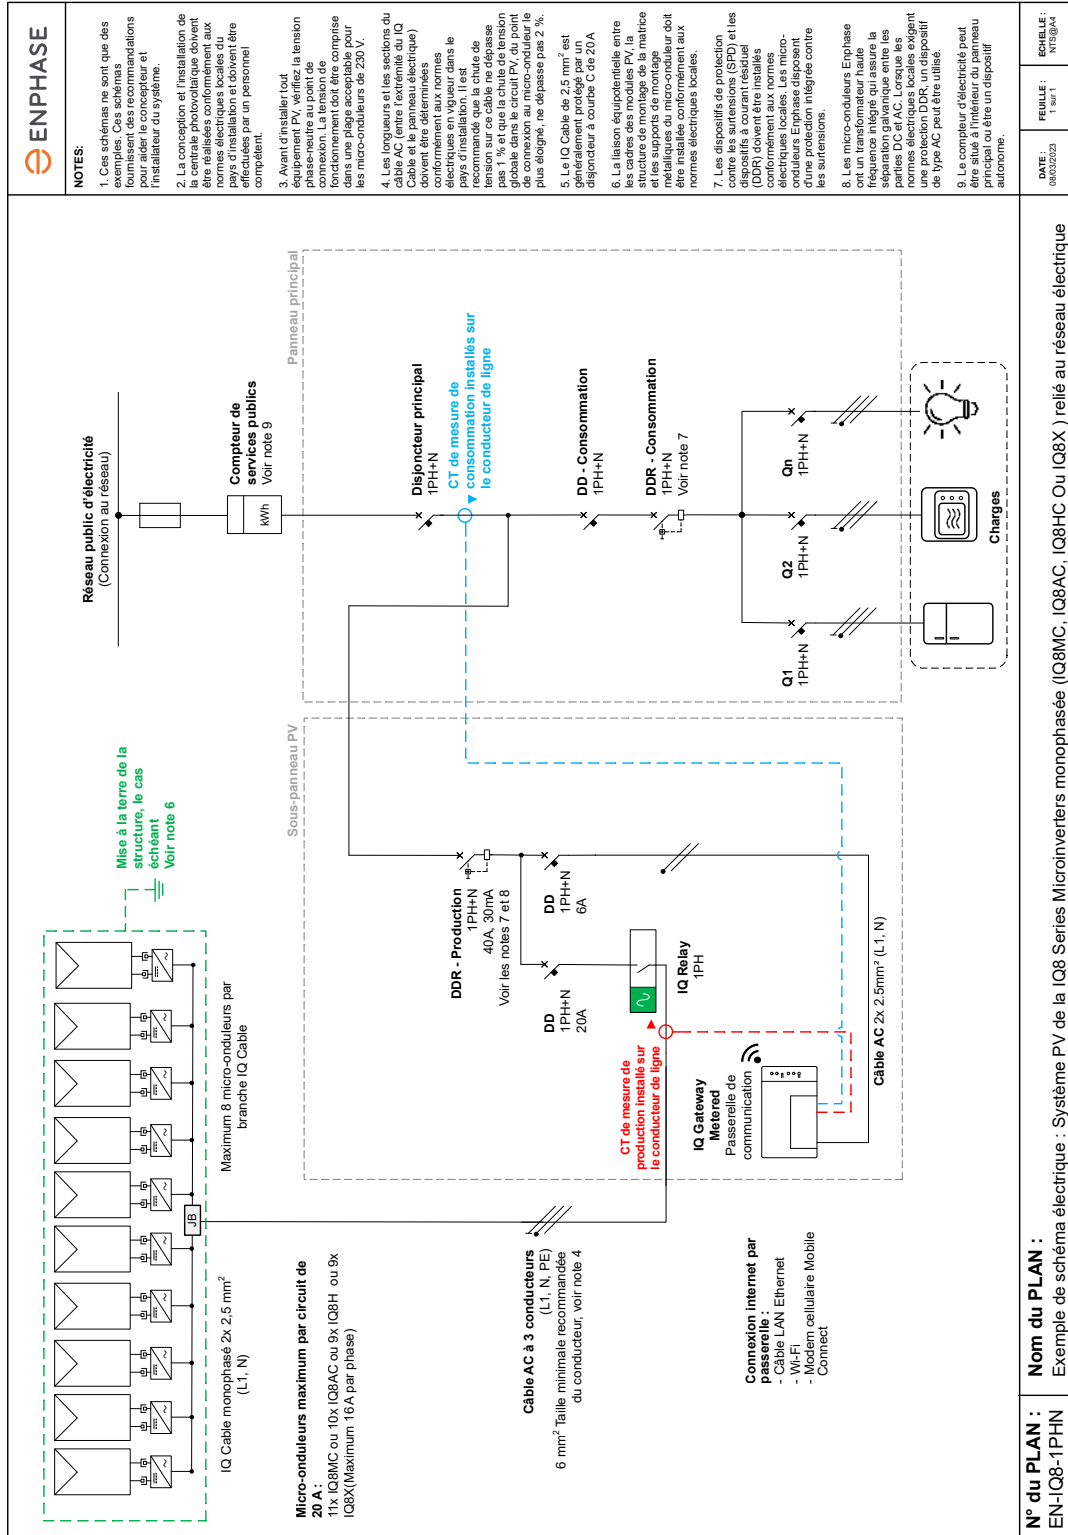 ENPHASE
NOTES:
1. Ces schémas ne sont que des
exemples. Ces schémas
fournissent des recommandations
pour aider le concepteur et
l'installateur du système.
2. La conception et l'installation de
la centrale photovoltaïque doivent
être réalisées conformément aux
normes électriques locales du
pays d'installation et doivent être
effectuées par un personnel
compétent.
3. Avant d'installer tout
équipement PV, vérifiez la tension
phase-neutre au point de
connexion. La tension de
fonctionnement doit être comprise
dans une plage acceptable pour
les micro-onduleurs de 230 V.
4. Les longueurs et les sections du
câble AC (entre l'extrémité du IQ
Cable et le panneau électrique)
doivent être déterminées
conformément aux normes
électriques en vigueur dans le
pays d'installation. Il est
recommandé que la chute de
tension sur ce câble ne dépasse
pas 1 % et que la chute de tension
globale dans le circuit PV, du point
de connexion au micro-onduleur le
plus éloigné, ne dépasse pas 2 %.
5. Le IQ Cable de 2,5 mm² est
généralement protégé par un
disjoncteur à courbe C de 20 A
6. La liaison équipotentielle entre
les cadres des modules PV, la
structure de montage de la matrice
et les supports de montage
métalliques du micro-onduleur doit
être installée conformément aux
normes électriques locales.
7. Les dispositifs de protection
contre les surtensions (SPD) et les
dispositifs à courant résiduel
(DDR) doivent être installés
conformément aux normes
électriques locales. Les micro-
onduleurs Enphase disposent
d'une protection intégrée contre
les surtensions.
8. Les micro-onduleurs Enphase
ont un transformateur haute
fréquence intégré qui assure la
séparation galvanique entre les
parties DC et AC. Lorsque les
normes électriques locales exigent
une protection DDR, un dispositif
de type AC peut être utilisé.
9. Le compteur d'électricité peut
être situé à l'intérieur du panneau
principal ou être un dispositif
autonome.
DATE :
08/03/2023
FEUILLE :
1 sur 1
ECHELLE :
NTS@A4
Réseau public d'électricité
(Connexion au réseau)
Compteur de
services publics
Voir note 9
kWh
Panneau principal
Disjoncteur principal
1PH+N
CT de mesure de
consommation installés sur
le conducteur de ligne
DD - Consommation
1PH+N
DDR - Consommation
1PH+N
Voir note 7
Q1
1PH+N
Q2
1PH+N
Qn
1PH+N
Charges
Mise à la terre de la
structure, le cas
échéant
Voir note 6
Sous-panneau PV
DDR - Production
1PH+N
40A, 30mA
Voir les notes 7 et 8
DD
1PH+N
20A
DD
1PH+N
6A
IQ Relay
1PH
CT de mesure de
production installé sur
le conducteur de ligne
IQ Gateway
Metered
Passerelle de
communication
Câble AC 2x 2.5mm² (L1, N)
Maximum 8 micro-onduleurs par
branche IQ Cable
JB
IQ Cable monophasé 2x 2,5 mm²
(L1, N)
Micro-onduleurs maximum par circuit de
20 A :
11x IQ8MC ou 10x IQ8AC ou 9x IQ8H ou 9x
IQ8X(Maximum 16 A par phase)
Câble AC à 3 conducteurs
(L1, N, PE)
6 mm² Taille minimale recommandée
du conducteur, voir note 4
Connexion internet par
passerelle :
- Câble LAN Ethernet
- Wi-Fi
- Modem cellulaire Mobile
Connect
N° du PLAN :
EN-IQ8-1PHN
Nom du PLAN :
Exemple de schéma électrique : Système PV de la IQ8 Series Microinverters monophasée (IQ8MC, IQ8AC, IQ8HC Ou IQ8X ) relié au réseau électrique